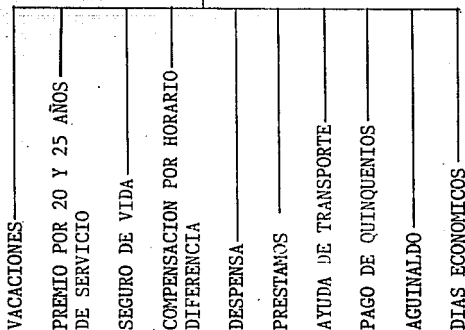 VACACIONES
PREMIO POR 20 Y 25 AÑOS
DE SERVICIO
SEGURO DE VIDA
COMPENSACION POR HORARIO
DIFERENCIA
DESPENSA
PRESTAMOS
AYUDA DE TRANSPORTE
PAGO DE QUINQUENIOS
AGUINALDO
DIAS ECONOMICOS